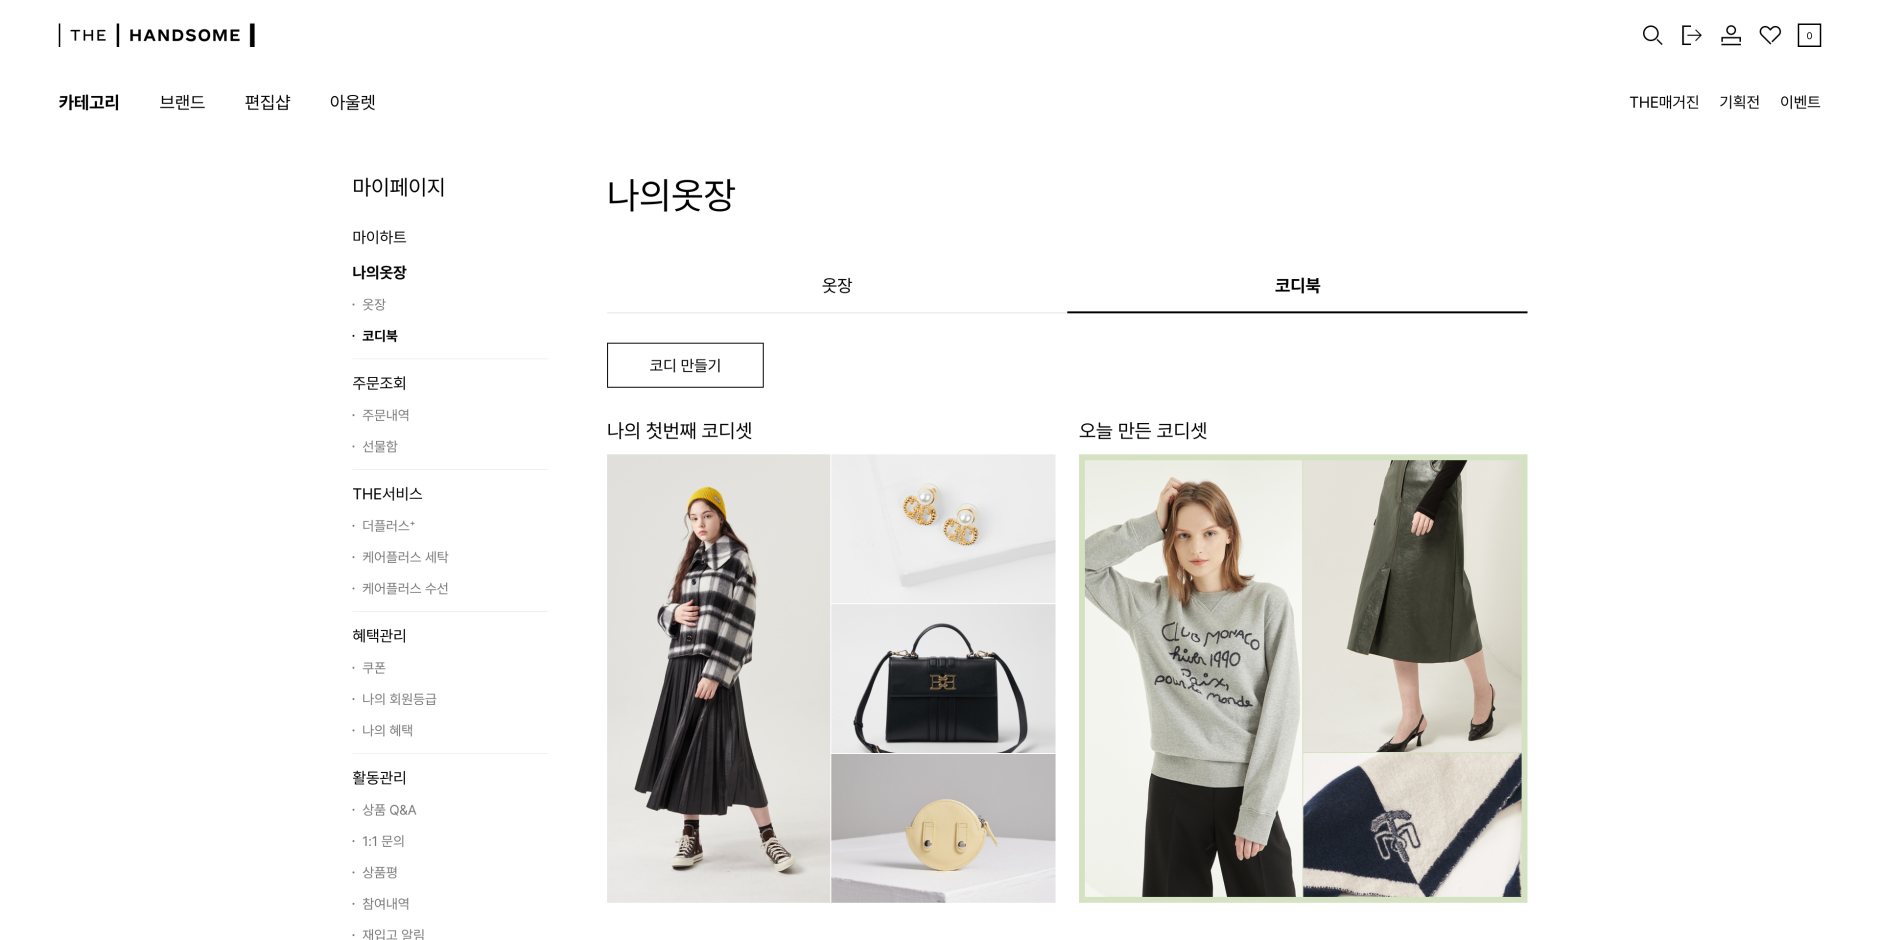 THE HANDSOME
0
카테고리 브랜드 편집샵 아울렛
THE매거진 기획전 이벤트
마이페이지
마이하트
나의옷장
· 옷장
· 코디북
주문조회
· 주문내역
· 선물함
THE서비스
· 더플러스⁺
· 케어플러스 세탁
· 케어플러스 수선
혜택관리
· 쿠폰
· 나의 회원등급
· 나의 혜택
활동관리
· 상품 Q&A
· 1:1 문의
· 상품평
· 참여내역
· 재입고 알림
나의옷장
옷장 코디북
코디 만들기
나의 첫번째 코디셋
오늘 만든 코디셋
CLUB MONACO
hiver 1990
Paix,
pour le monde